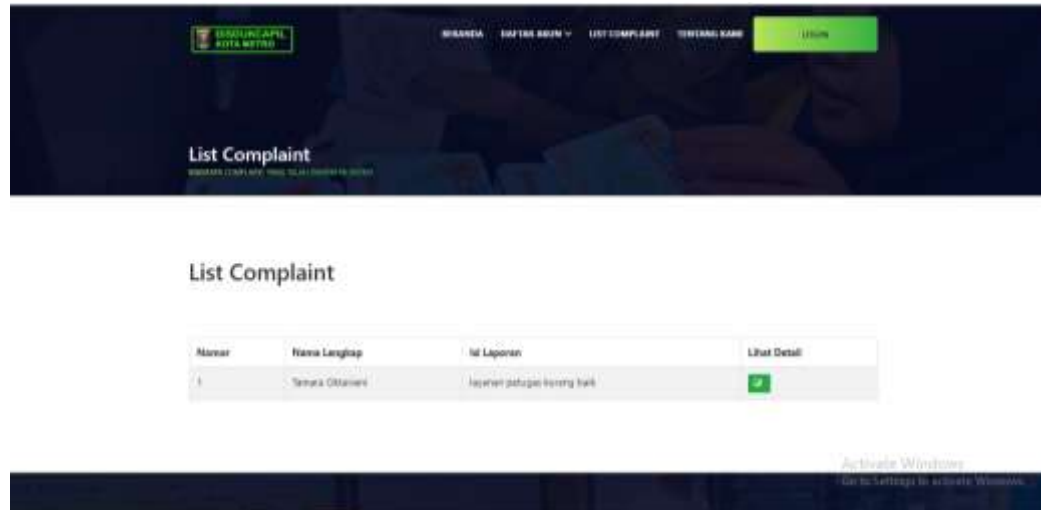 DISDUKCAPIL
KOTA METRO
BERANDA DAFTAR AKUN LIST COMPLAINT TENTANG KAMI LOGIN
List Complaint
List Complaint
Nomor Nama Lengkap Isi Laporan Lihat Detail
1 Tamara Oktaviani layanan petugas kurang baik
Activate Windows
Go to Settings to activate Windows.